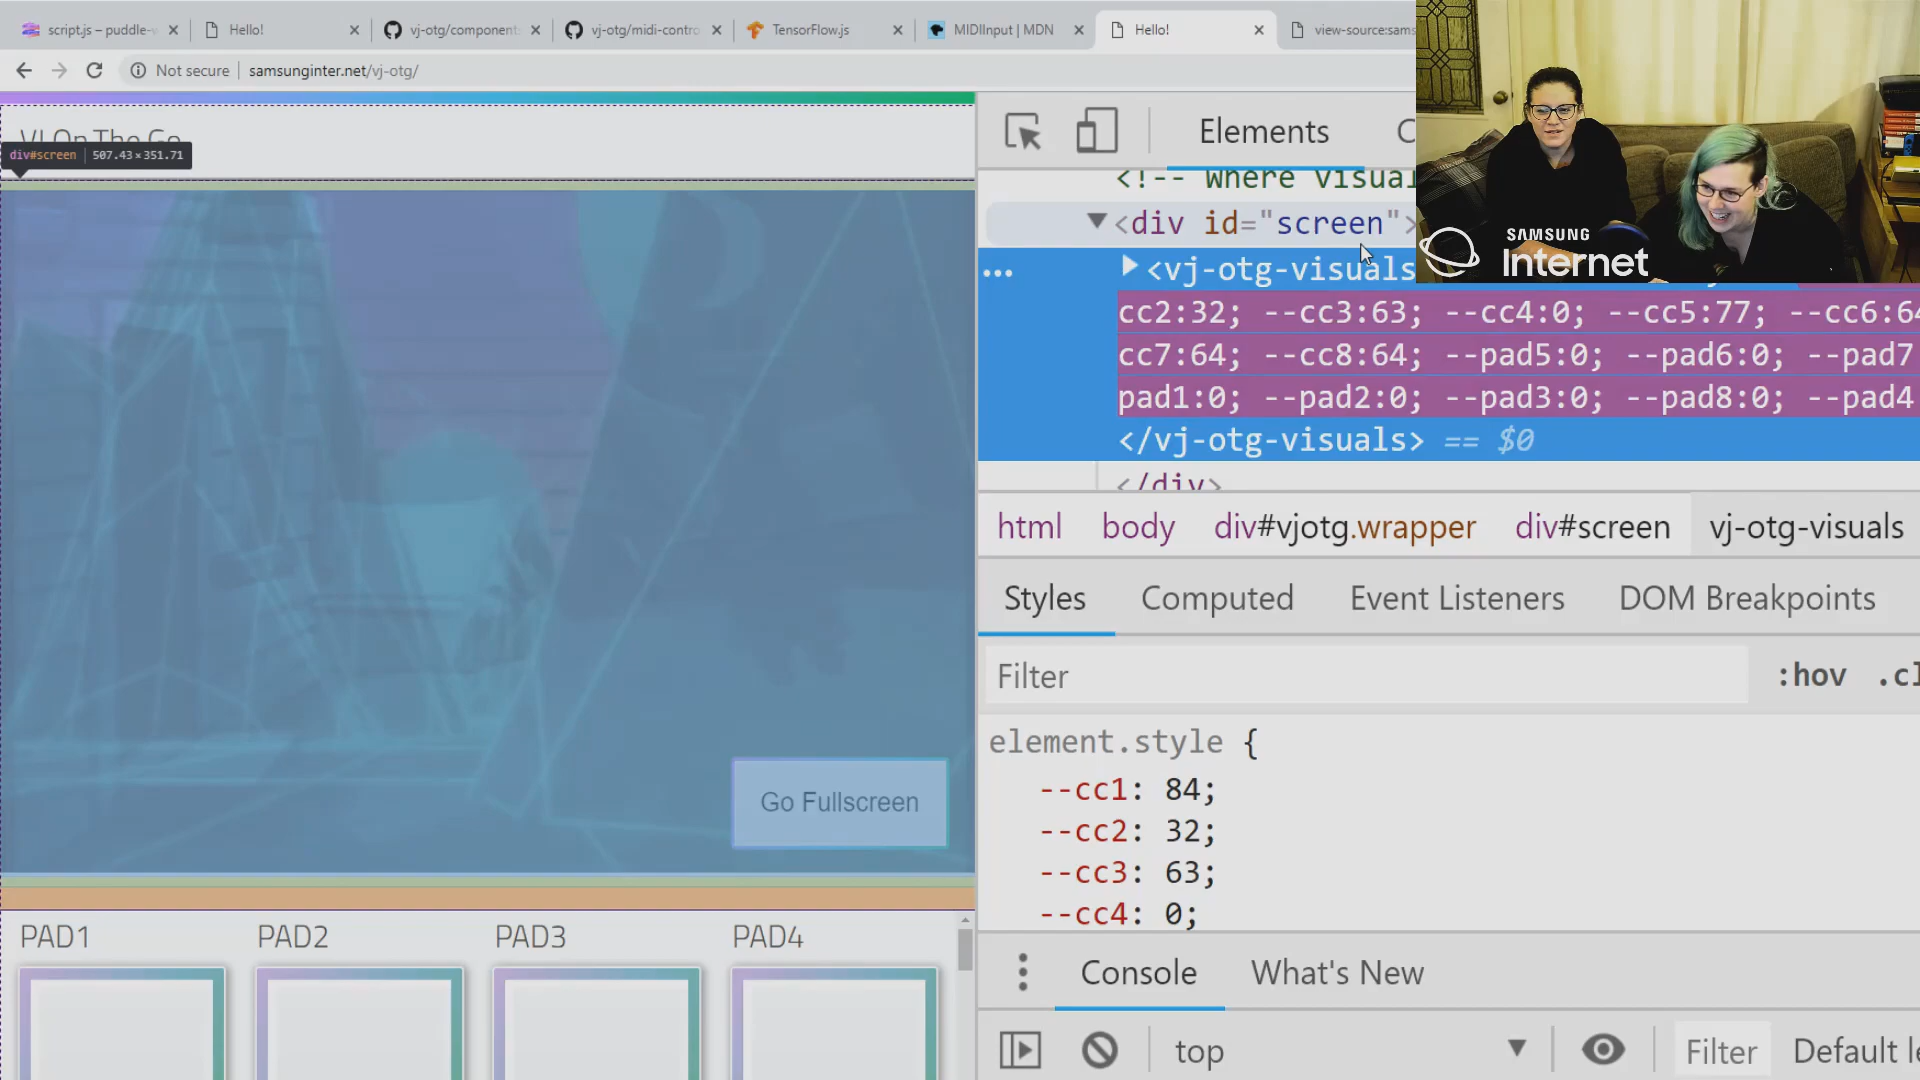 script.js – puddle-w
Hello!
vj-otg/component
vj-otg/midi-contro
TensorFlow.js
MIDIInput | MDN
Hello!
view-source:sams
Not secure
samsunginter.net/vj-otg/
VJ On The Go
div#screen 507.43×351.71
Go Fullscreen
PAD1 PAD2 PAD3 PAD4
Elements
<!-- Where visua
<div id="screen">
<vj-otg-visuals
cc2:32; --cc3:63; --cc4:0; --cc5:77; --cc6:64
cc7:64; --cc8:64; --pad5:0; --pad6:0; --pad7
pad1:0; --pad2:0; --pad3:0; --pad8:0; --pad4
</vj-otg-visuals> == $0
</div>
html body div#vjotg.wrapper div#screen vj-otg-visuals
Styles Computed Event Listeners DOM Breakpoints
Filter :hov .cl
element.style {
--cc1: 84;
--cc2: 32;
--cc3: 63;
--cc4: 0;
Console What's New
top Filter Default le
SAMSUNG
Internet